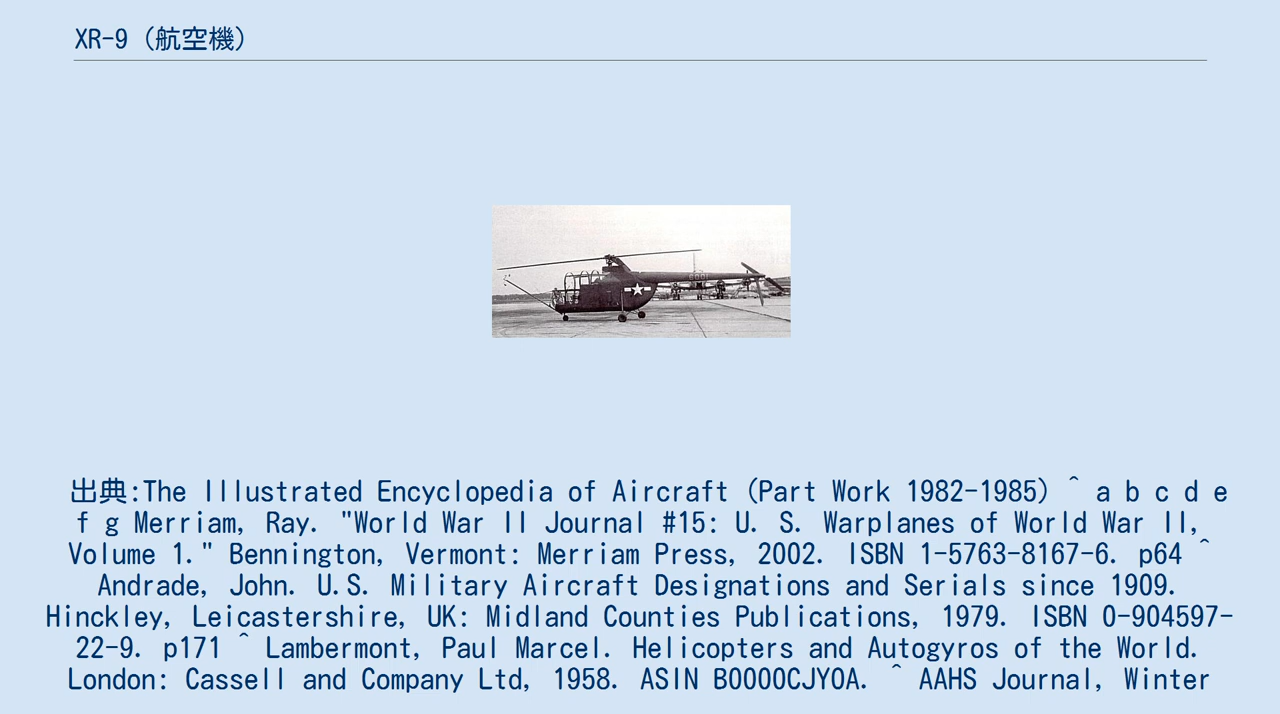 XR-9 (航空機)
6001
出典:The Illustrated Encyclopedia of Aircraft (Part Work 1982-1985) ^ a b c d e
f g Merriam, Ray. "World War II Journal #15: U. S. Warplanes of World War II,
Volume 1." Bennington, Vermont: Merriam Press, 2002. ISBN 1-5763-8167-6. p64 ^
Andrade, John. U.S. Military Aircraft Designations and Serials since 1909.
Hinckley, Leicastershire, UK: Midland Counties Publications, 1979. ISBN 0-904597-
22-9. p171 ^ Lambermont, Paul Marcel. Helicopters and Autogyros of the World.
London: Cassell and Company Ltd, 1958. ASIN B0000CJYOA. ^ AAHS Journal, Winter